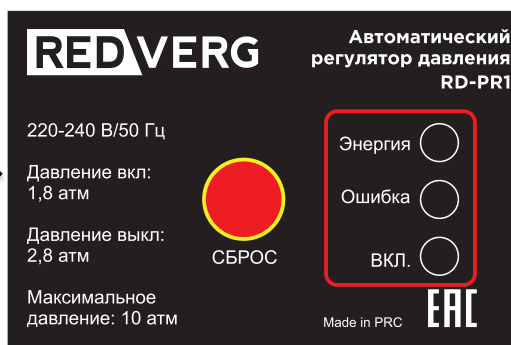 REDVERG
Автоматический
регулятор давления
RD-PR1
220-240 В/50 Гц
Давление вкл:
1,8 атм
Давление выкл:
2,8 атм
Максимальное
давление: 10 атм
СБРОС
Энергия
Ошибка
ВКЛ.
Made in PRC
EAC